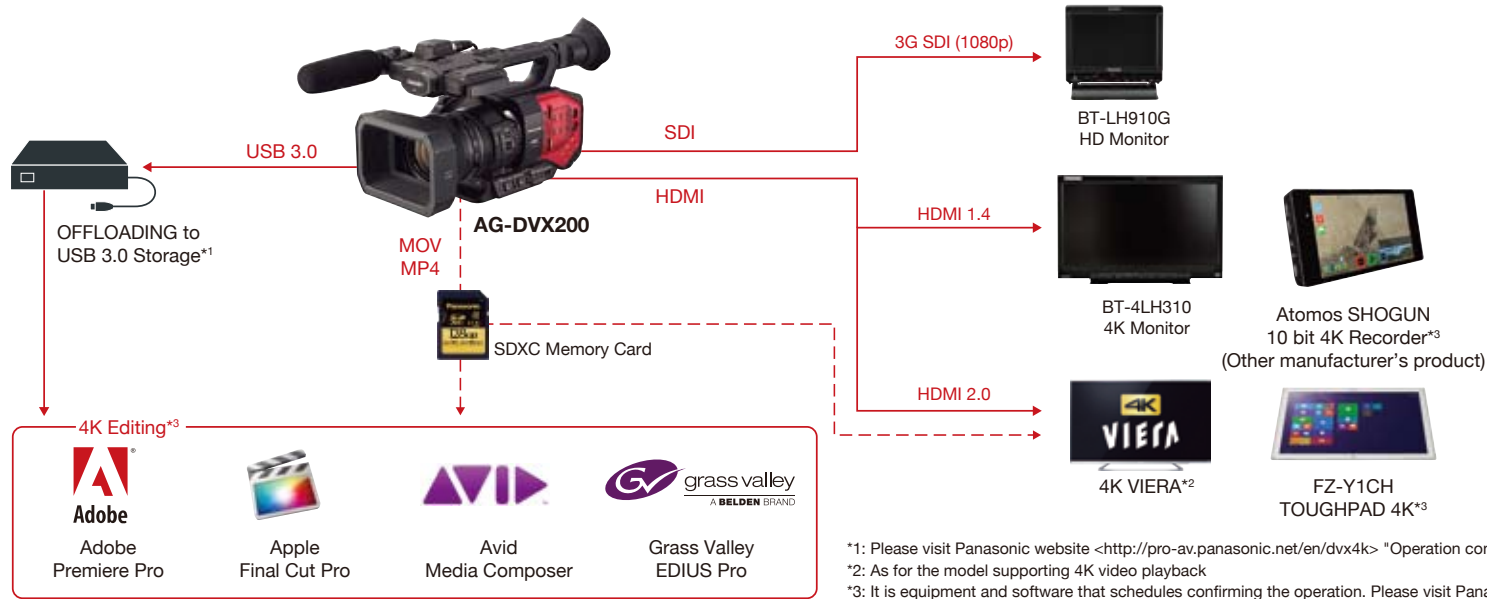 3G SDI (1080p)
BT-LH910G
HD Monitor
SDI
USB 3.0
HDMI
AG-DVX200
HDMI 1.4
OFFLOADING to
USB 3.0 Storage*1
MOV
MP4
BT-4LH310
4K Monitor
Atomos SHOGUN
10 bit 4K Recorder*3
(Other manufacturer's product)
Panasonic
SDXC Memory Card
HDMI 2.0
4K
VIERA
4K VIERA*2
FZ-Y1CH
TOUGHPAD 4K*3
4K Editing*3
Adobe
Adobe
Premiere Pro
Apple
Final Cut Pro
AVID
Avid
Media Composer
GV
grass valley
A BELDEN BRAND
Grass Valley
EDIUS Pro
*1: Please visit Panasonic website <http://pro-av.panasonic.net/en/dvx4k> "Operation con
*2: As for the model supporting 4K video playback
*3: It is equipment and software that schedules confirming the operation. Please visit Pana